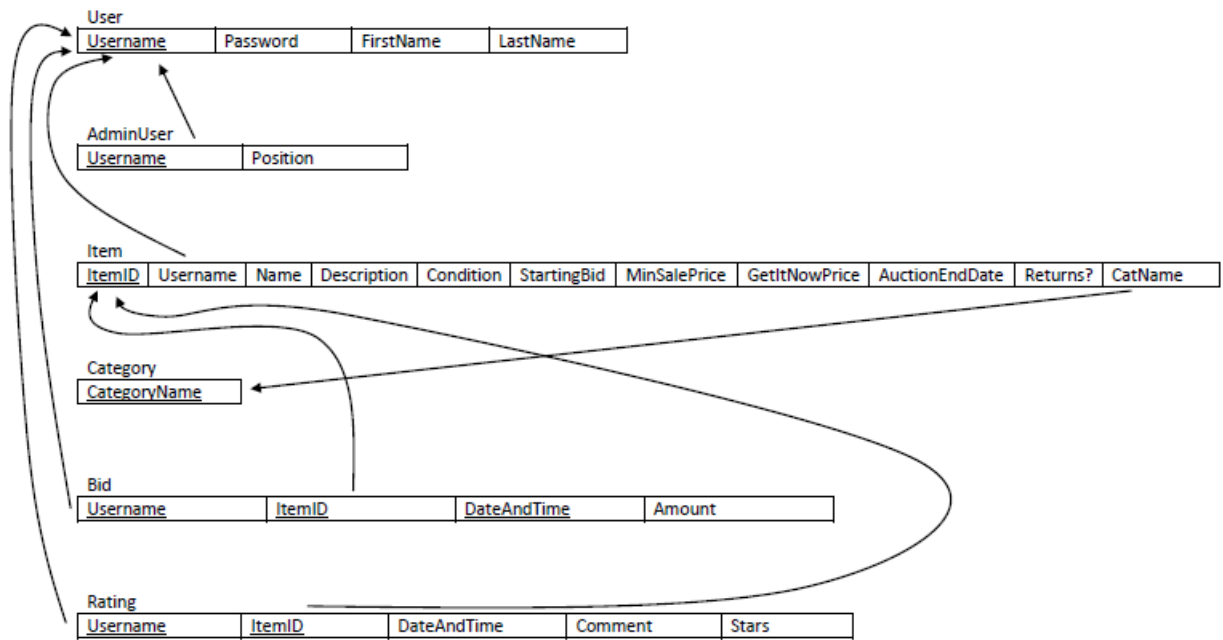 User
Username Password FirstName LastName
AdminUser
Username Position
Item
ItemID Username Name Description Condition StartingBid MinSalePrice GetItNowPrice AuctionEndDate Returns? CatName
Category
CategoryName
Bid
Username ItemID DateAndTime Amount
Rating
Username ItemID DateAndTime Comment Stars